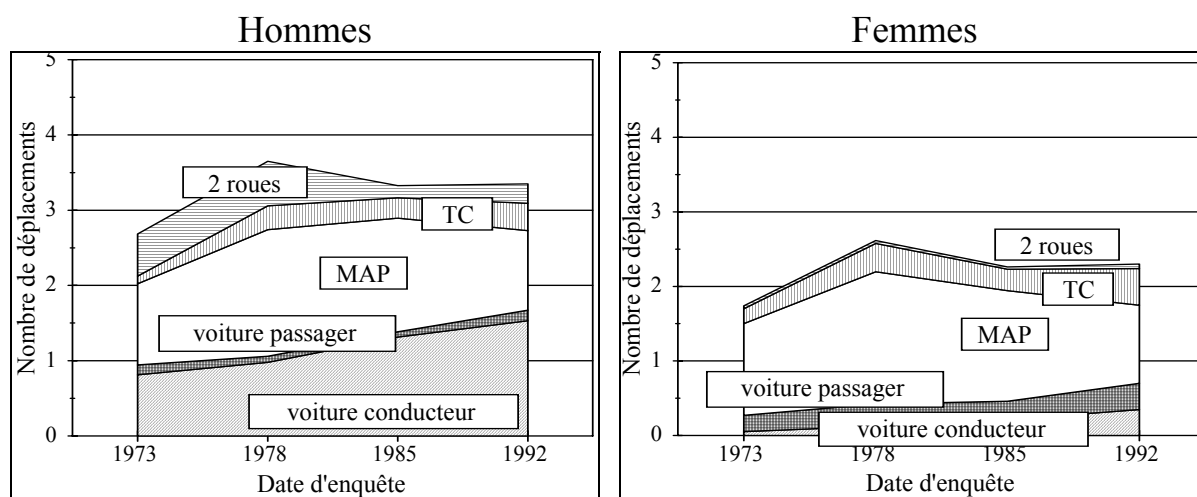 Hommes
Nombre de déplacements
5
4
3
2
1
0
2 roues
TC
MAP
voiture passager
voiture conducteur
1973 1978 1985 1992
Date d'enquête
Femmes
Nombre de déplacements
5
4
3
2
1
0
2 roues
TC
MAP
voiture passager
voiture conducteur
1973 1978 1985 1992
Date d'enquête